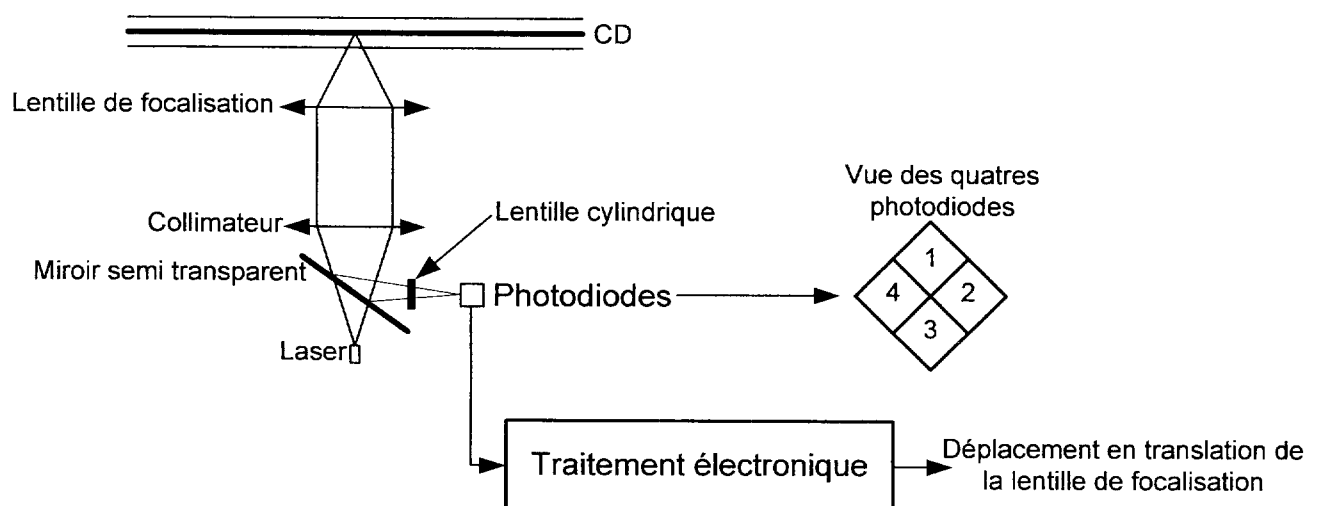 CD
Lentille de focalisation
Vue des quatres
photodiodes
Lentille cylindrique
Collimateur
Miroir semi transparent
1
4
2
3
Photodiodes
Laser
Traitement électronique
Déplacement en translation de
la lentille de focalisation